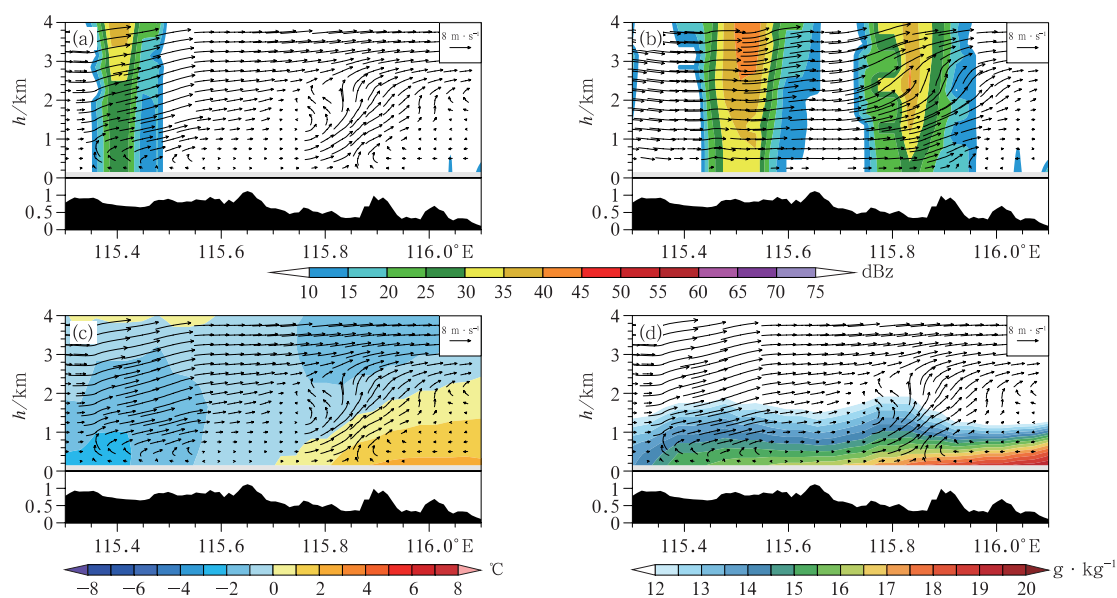 4 (a) 8 m · s⁻¹
3
2
1
0
h/km
1
0.5
0
115.4 115.6 115.8 116.0°E
4 (b) 8 m · s⁻¹
3
2
1
0
h/km
1
0.5
0
115.4 115.6 115.8 116.0°E
10 15 20 25 30 35 40 45 50 55 60 65 70 75 dBz
4 (c) 8 m · s⁻¹
3
2
1
0
h/km
1
0.5
0
115.4 115.6 115.8 116.0°E
−8 −6 −4 −2 0 2 4 6 8 ℃
4 (d) 8 m · s⁻¹
3
2
1
0
h/km
1
0.5
0
115.4 115.6 115.8 116.0°E
12 13 14 15 16 17 18 19 20 g · kg⁻¹